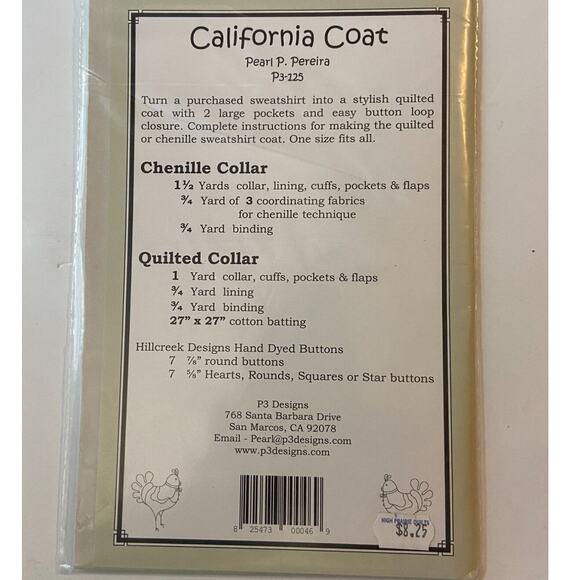 California Coat
Pearl P. Pereira
P3-125
Turn a purchased sweatshirt into a stylish quilted
coat with 2 large pockets and easy button loop
closure. Complete instructions for making the quilted
or chenille sweatshirt coat. One size fits all.
Chenille Collar
1½ Yards collar, lining, cuffs, pockets & flaps
¾ Yard of 3 coordinating fabrics
for chenille technique
¾ Yard binding
Quilted Collar
1 Yard collar, cuffs, pockets & flaps
¾ Yard lining
¾ Yard binding
27" x 27" cotton batting
Hillcreek Designs Hand Dyed Buttons
7 ⅞" round buttons
7 ⅝" Hearts, Rounds, Squares or Star buttons
P3 Designs
768 Santa Barbara Drive
San Marcos, CA 92078
Email - Pearl@p3designs.com
www.p3designs.com
8 25473 00046 9
HIGH PRAIRIE QUILTS
$8.25